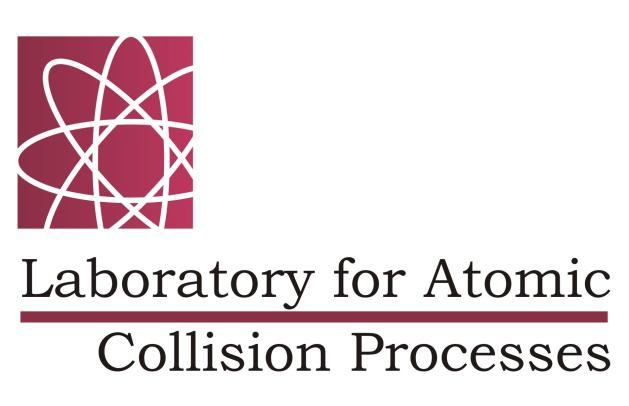 Laboratory for Atomic
Collision Processes